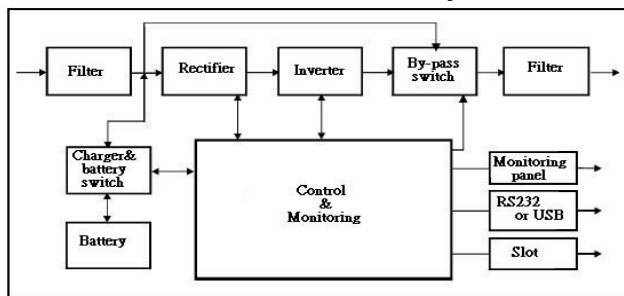 Filter
Rectifier
Inverter
By-pass
switch
Filter
Charger&
battery
switch
Battery
Control
&
Monitoring
Monitoring
panel
RS232
or USB
Slot